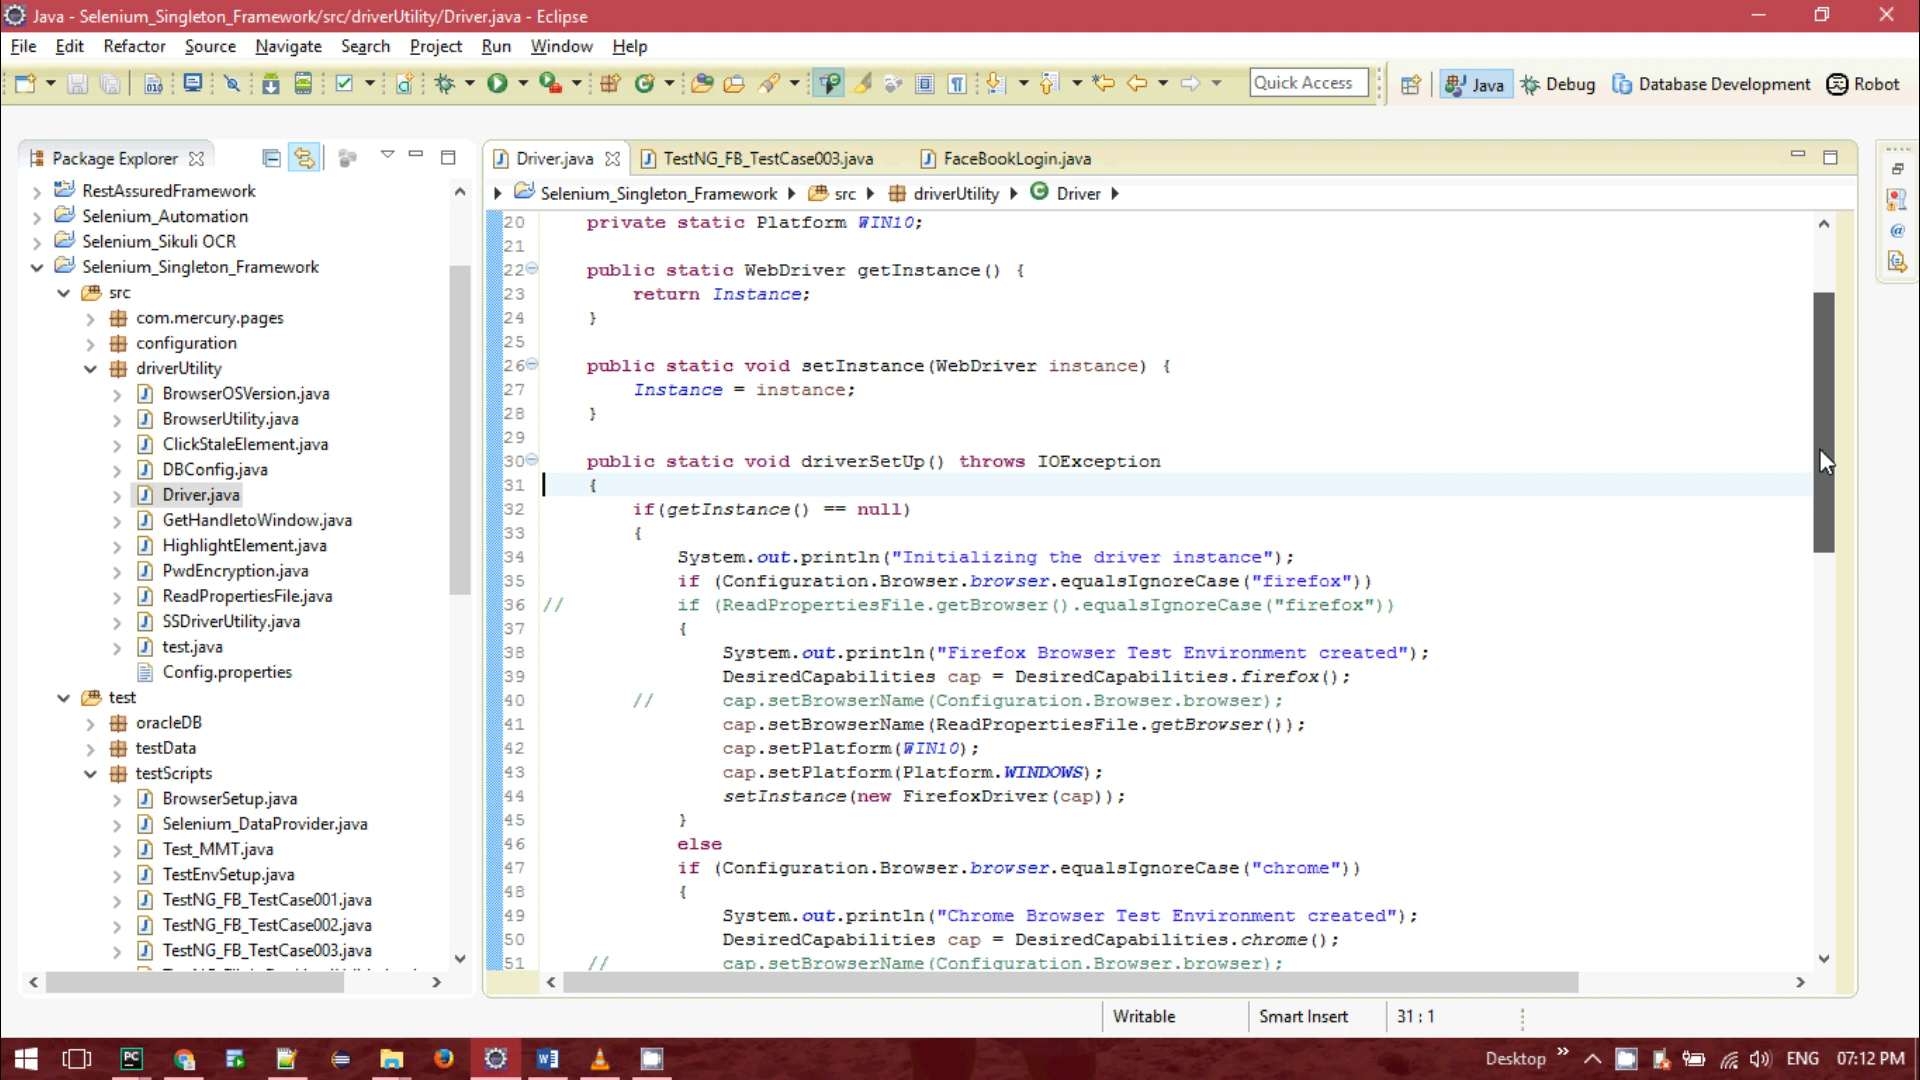 Java - Selenium_Singleton_Framework/src/driverUtility/Driver.java - Eclipse
File Edit Refactor Source Navigate Search Project Run Window Help
Quick Access
Java
Debug
Database Development
Robot
Package Explorer
RestAssuredFramework
Selenium_Automation
Selenium_Sikuli OCR
Selenium_Singleton_Framework
src
com.mercury.pages
configuration
driverUtility
BrowserOSVersion.java
BrowserUtility.java
ClickStaleElement.java
DBConfig.java
Driver.java
GetHandletoWindow.java
HighlightElement.java
PwdEncryption.java
ReadPropertiesFile.java
SSDriverUtility.java
test.java
Config.properties
test
oracleDB
testData
testScripts
BrowserSetup.java
Selenium_DataProvider.java
Test_MMT.java
TestEnvSetup.java
TestNG_FB_TestCase001.java
TestNG_FB_TestCase002.java
TestNG_FB_TestCase003.java
Driver.java
TestNG_FB_TestCase003.java
FaceBookLogin.java
Selenium_Singleton_Framework src driverUtility Driver
20 private static Platform WIN10;
21
22 public static WebDriver getInstance() {
23 return Instance;
24 }
25
26 public static void setInstance(WebDriver instance) {
27 Instance = instance;
28 }
29
30 public static void driverSetUp() throws IOException
31 {
32 if(getInstance() == null)
33 {
34 System.out.println("Initializing the driver instance");
35 if (Configuration.Browser.browser.equalsIgnoreCase("firefox"))
36 // if (ReadPropertiesFile.getBrowser().equalsIgnoreCase("firefox"))
37 {
38 System.out.println("Firefox Browser Test Environment created");
39 DesiredCapabilities cap = DesiredCapabilities.firefox();
40 // cap.setBrowserName(Configuration.Browser.browser);
41 cap.setBrowserName(ReadPropertiesFile.getBrowser());
42 cap.setPlatform(WIN10);
43 cap.setPlatform(Platform.WINDOWS);
44 setInstance(new FirefoxDriver(cap));
45 }
46 else
47 if (Configuration.Browser.browser.equalsIgnoreCase("chrome"))
48 {
49 System.out.println("Chrome Browser Test Environment created");
50 DesiredCapabilities cap = DesiredCapabilities.chrome();
51 // cap.setBrowserName(Configuration.Browser.browser);
Writable
Smart Insert
31 : 1
Desktop
ENG
07:12 PM